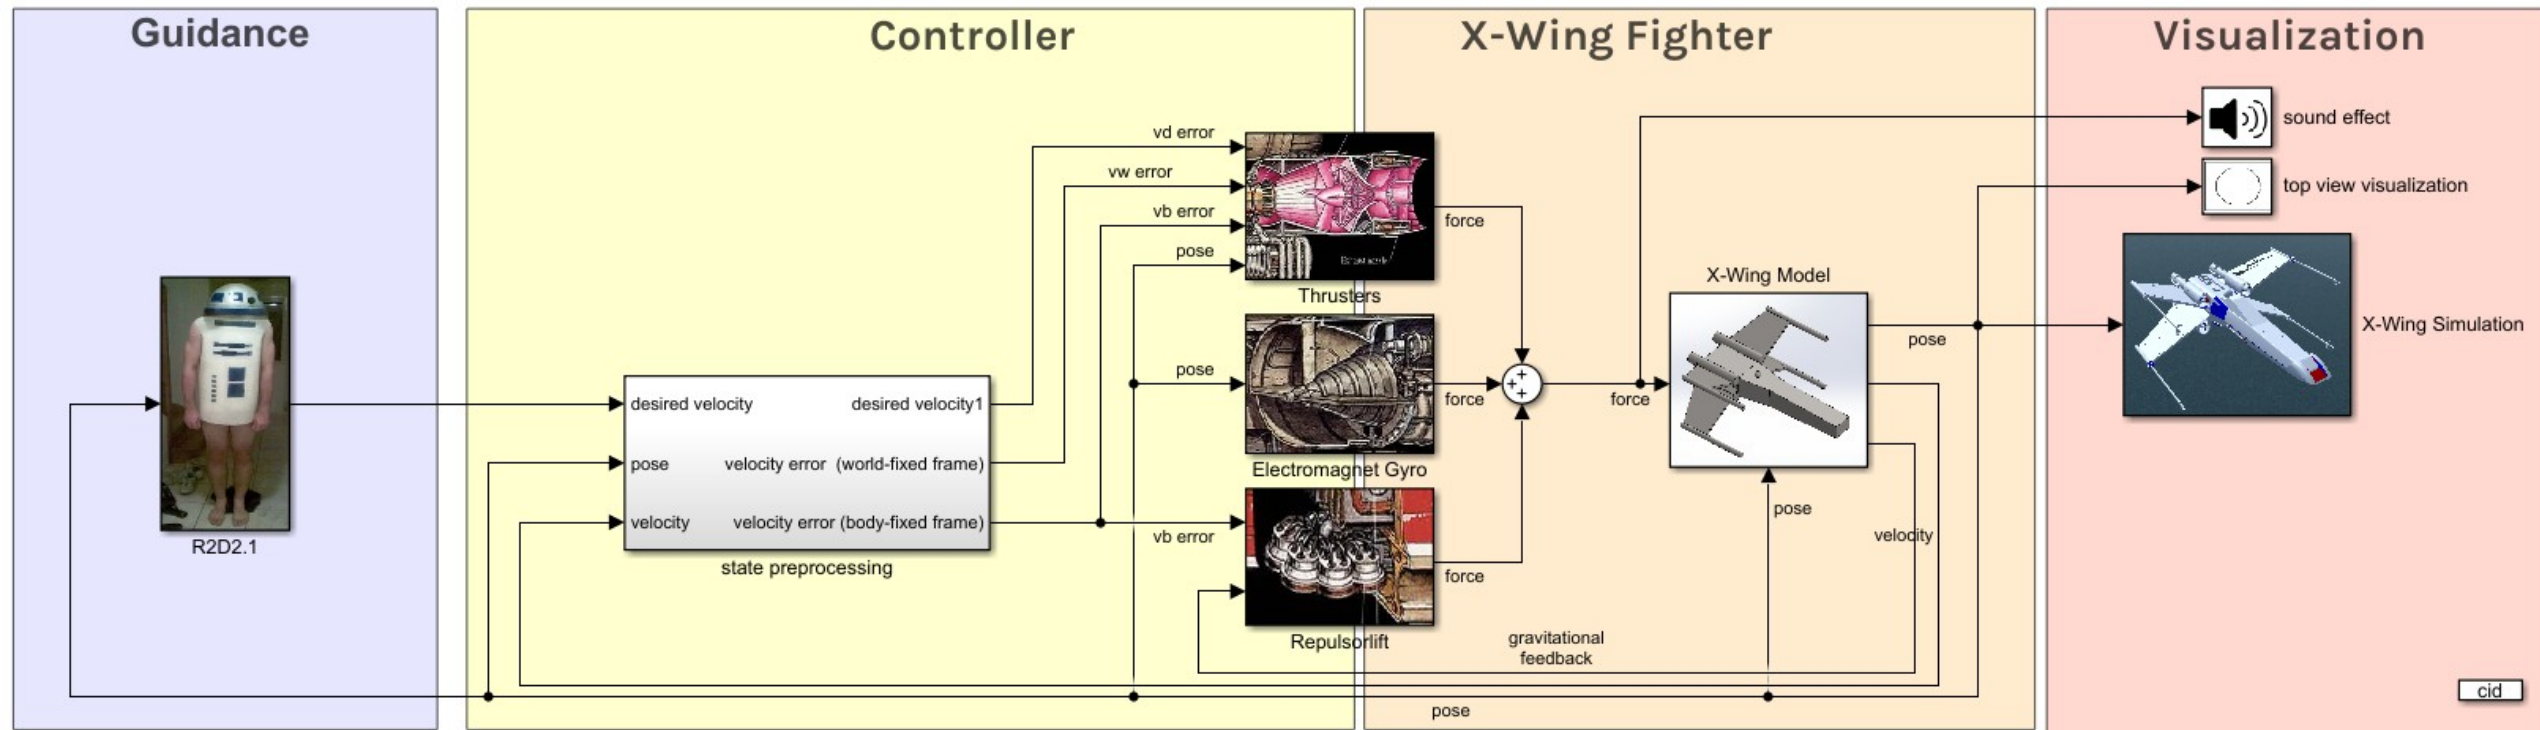 Guidance
Controller
X-Wing Fighter
Visualization
sound effect
top view visualization
X-Wing Simulation
vd error
vw error
vb error
pose
Thrusters
force
pose
Electromagnet Gyro
force
vb error
Repulsorlift
force
force
X-Wing Model
pose
pose
velocity
gravitational
feedback
pose
R2D2.1
desired velocity
desired velocity1
pose
velocity error (world-fixed frame)
velocity
velocity error (body-fixed frame)
state preprocessing
cid